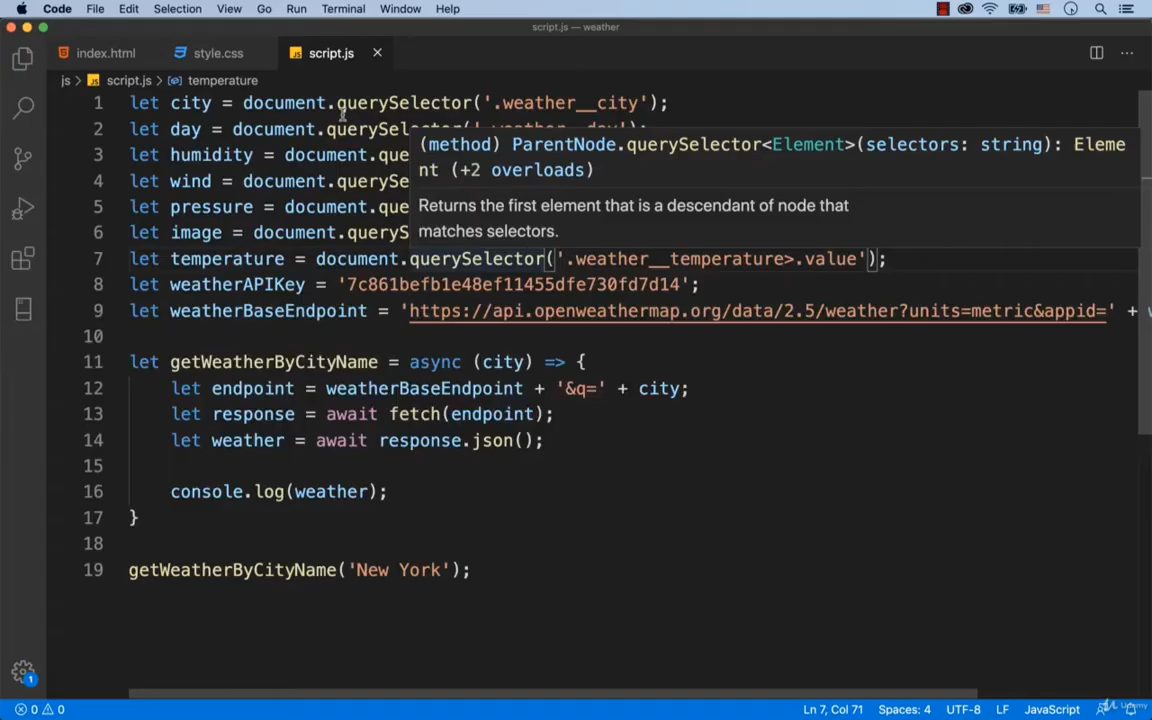 Code File Edit Selection View Go Run Terminal Window Help
script.js — weather
index.html style.css script.js
js > script.js > temperature
1 let city = document.querySelector('.weather__city');
2 let day = document.querySelector('.weather__day');
(method) ParentNode.querySelector<Element>(selectors: string): Eleme
3 let humidity = document.que
nt (+2 overloads)
4 let wind = document.querySe
5 let pressure = document.que
Returns the first element that is a descendant of node that
6 let image = document.queryS
matches selectors.
7 let temperature = document.querySelector('.weather__temperature>.value');
8 let weatherAPIKey = '7c861befb1e48ef11455dfe730fd7d14';
9 let weatherBaseEndpoint = 'https://api.openweathermap.org/data/2.5/weather?units=metric&appid=' + w
10
11 let getWeatherByCityName = async (city) => {
12 let endpoint = weatherBaseEndpoint + '&q=' + city;
13 let response = await fetch(endpoint);
14 let weather = await response.json();
15
16 console.log(weather);
17 }
18
19 getWeatherByCityName('New York');
1
0 0 Ln 7, Col 71 Spaces: 4 UTF-8 LF JavaScript Udemy